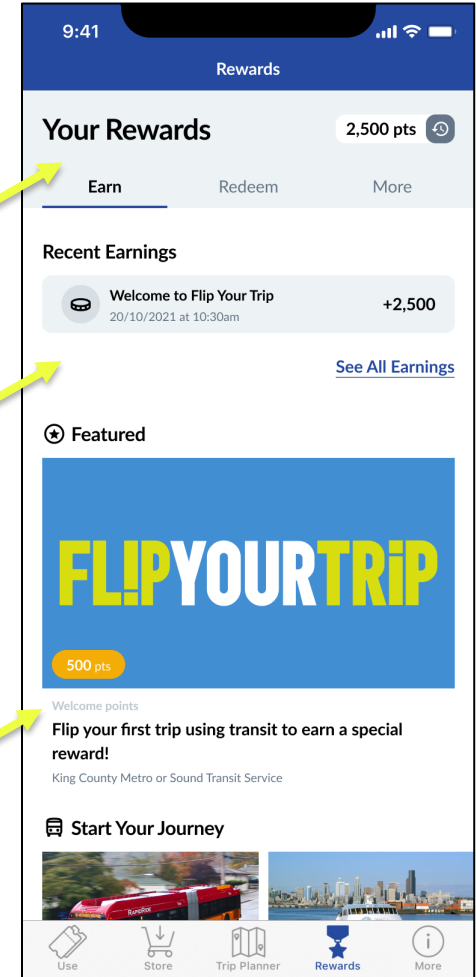 9:41
Rewards
Your Rewards
2,500 pts
Earn Redeem More
Recent Earnings
Welcome to Flip Your Trip
20/10/2021 at 10:30am
+2,500
See All Earnings
Featured
FL!PYOURTRiP
500 pts
Welcome points
Flip your first trip using transit to earn a special
reward!
King County Metro or Sound Transit Service
Start Your Journey
RAPIDRIDE
Use Store Trip Planner Rewards More